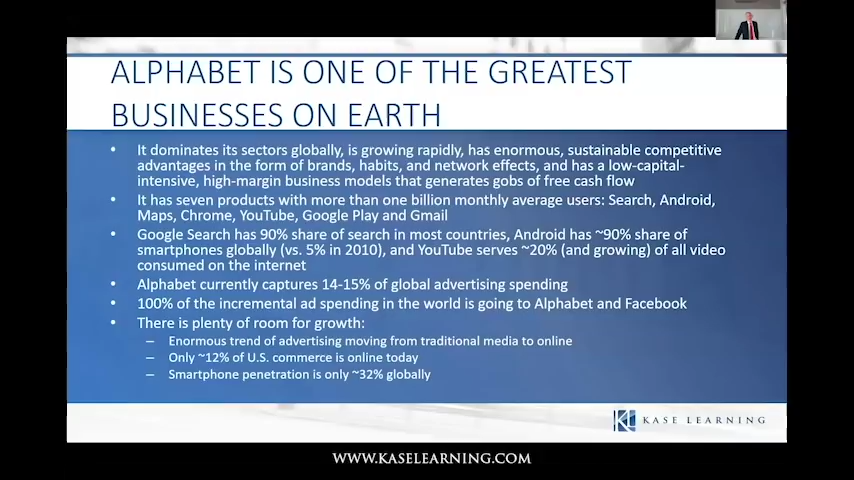 ALPHABET IS ONE OF THE GREATEST
BUSINESSES ON EARTH
• It dominates its sectors globally, is growing rapidly, has enormous, sustainable competitive
advantages in the form of brands, habits, and network effects, and has a low-capital-
intensive, high-margin business models that generates gobs of free cash flow
• It has seven products with more than one billion monthly average users: Search, Android,
Maps, Chrome, YouTube, Google Play and Gmail
• Google Search has 90% share of search in most countries, Android has ~90% share of
smartphones globally (vs. 5% in 2010), and YouTube serves ~20% (and growing) of all video
consumed on the internet
• Alphabet currently captures 14-15% of global advertising spending
• 100% of the incremental ad spending in the world is going to Alphabet and Facebook
• There is plenty of room for growth:
– Enormous trend of advertising moving from traditional media to online
– Only ~12% of U.S. commerce is online today
– Smartphone penetration is only ~32% globally
KL KASE LEARNING
WWW.KASELEARNING.COM